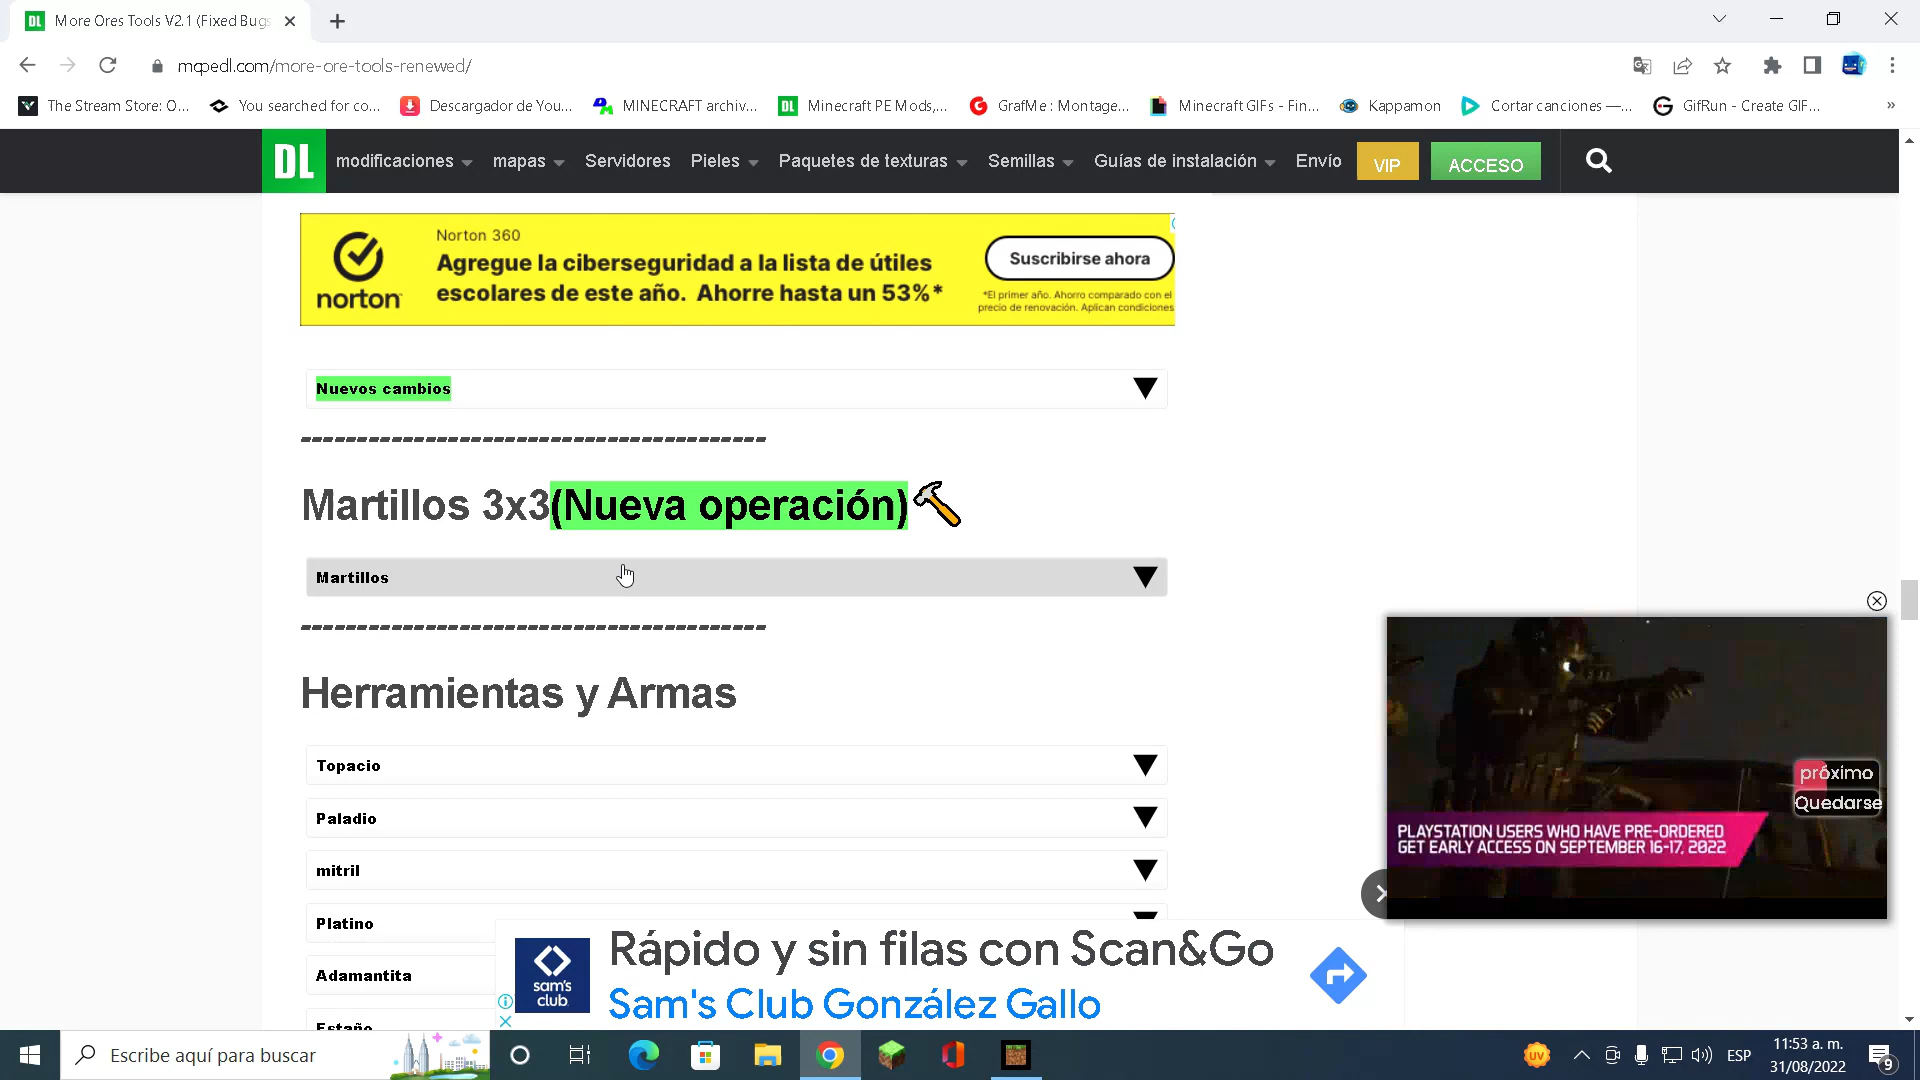 DL More Ores Tools V2.1 (Fixed Bugs
mcpedl.com/more-ore-tools-renewed/
The Stream Store: O... You searched for co... Descargador de You... MINECRAFT archiv... DL Minecraft PE Mods,... GrafMe : Montage... Minecraft GIFs - Fin... Kappamon Cortar canciones —... GifRun - Create GIF... »
DL modificaciones mapas Servidores Pieles Paquetes de texturas Semillas Guías de instalación Envío VIP ACCESO
Norton 360
Agregue la ciberseguridad a la lista de útiles
escolares de este año. Ahorre hasta un 53%*
norton
Suscribirse ahora
*El primer año. Ahorro comparado con el
precio de renovación. Aplican condiciones
Nuevos cambios
-----------------------------------------
Martillos 3x3(Nueva operación)🔨
Martillos
-----------------------------------------
Herramientas y Armas
Topacio
Paladio
mitril
Platino
Adamantita
Estaño
próximo
Quedarse
PLAYSTATION USERS WHO HAVE PRE-ORDERED
GET EARLY ACCESS ON SEPTEMBER 16-17, 2022
sam's
club
Rápido y sin filas con Scan&Go
Sam's Club González Gallo
Escribe aquí para buscar
UV
ESP
11:53 a. m.
31/08/2022
9